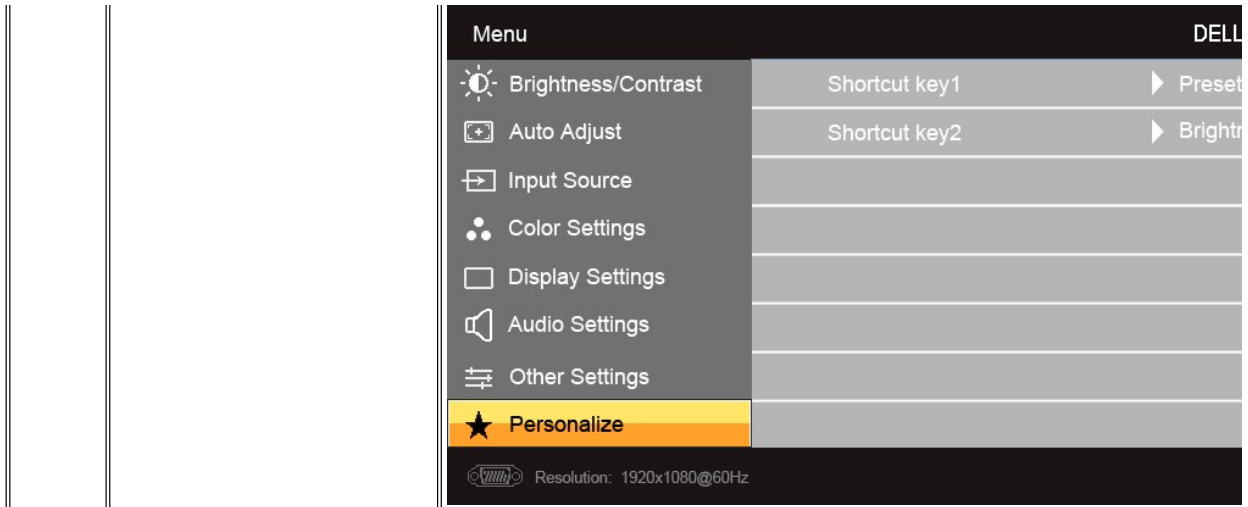 Menu DELL
Brightness/Contrast Shortcut key1 Preset
Auto Adjust Shortcut key2
Input Source
Color Settings
Display Settings
Audio Settings
Other Settings
Personalize
Resolution: 1920x1080@60Hz